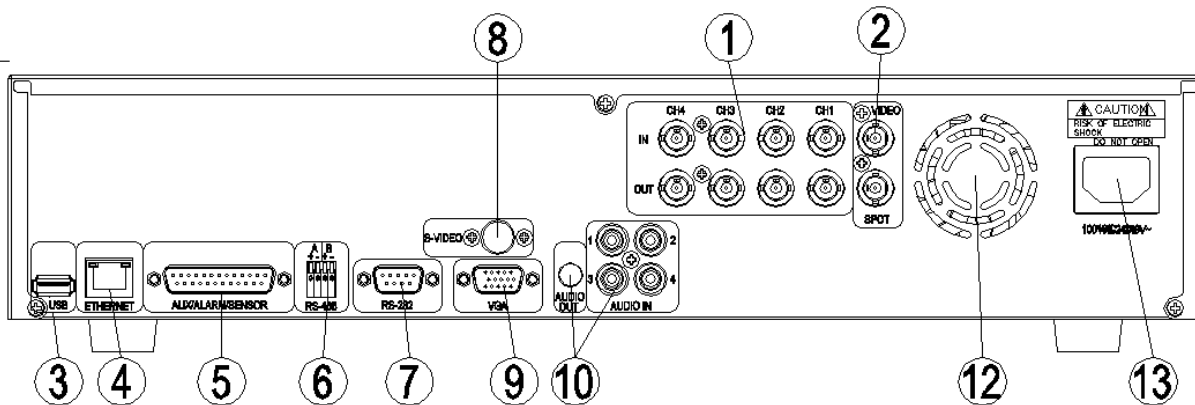 8
1
2
CH4 CH3 CH2 CH1 VIDEO
CAUTION
RISK OF ELECTRIC
SHOCK
DO NOT OPEN
IN
OUT
SPOT
S-VIDEO
1 2
3 4
A B
+ - + -
USB ETHERNET AUX/ALARM/SENSOR RS-485 RS-232 VGA
AUDIO
OUT
AUDIO IN
3 4 5 6 7 9 10 12 13